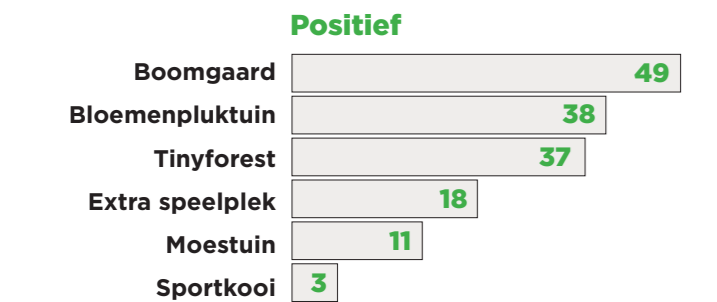 Positief
Boomgaard 49
Bloemenpluktuin 38
Tinyforest 37
Extra speelplek 18
Moestuin 11
Sportkooi 3